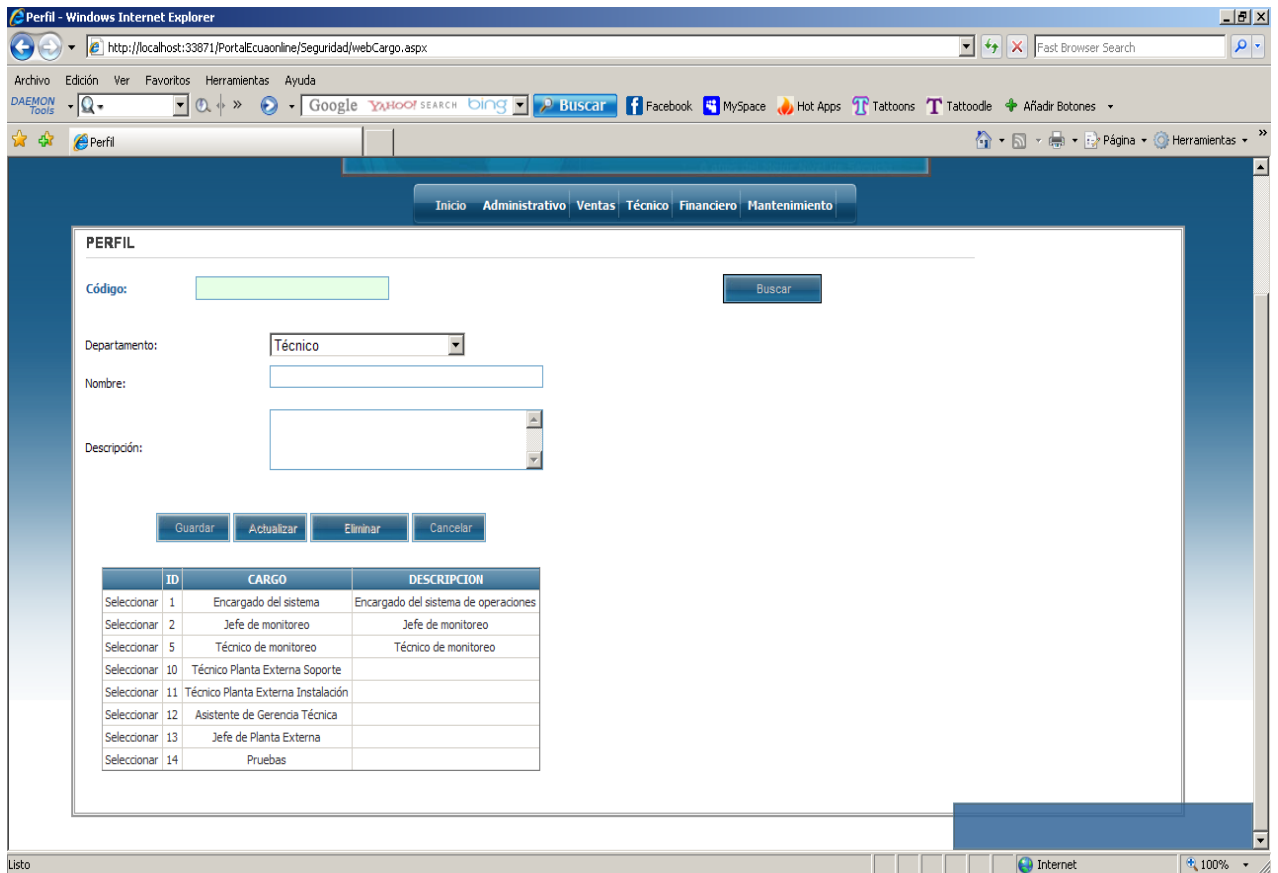 Perfil - Windows Internet Explorer
http://localhost:33871/PortalEcuaonline/Seguridad/webCargo.aspx
Fast Browser Search
Archivo Edición Ver Favoritos Herramientas Ayuda
DAEMON Tools
» Google YAHOO! SEARCH bing Buscar Facebook MySpace Hot Apps Tattoons Tattoodle Añadir Botones
Perfil
Página Herramientas »
Inicio Administrativo Ventas Técnico Financiero Mantenimiento
PERFIL
Código: Buscar
Departamento: Técnico
Nombre:
Descripción:
Guardar Actualizar Eliminar Cancelar
ID CARGO DESCRIPCION
Seleccionar 1 Encargado del sistema Encargado del sistema de operaciones
Seleccionar 2 Jefe de monitoreo Jefe de monitoreo
Seleccionar 5 Técnico de monitoreo Técnico de monitoreo
Seleccionar 10 Técnico Planta Externa Soporte
Seleccionar 11 Técnico Planta Externa Instalación
Seleccionar 12 Asistente de Gerencia Técnica
Seleccionar 13 Jefe de Planta Externa
Seleccionar 14 Pruebas
Listo Internet 100%